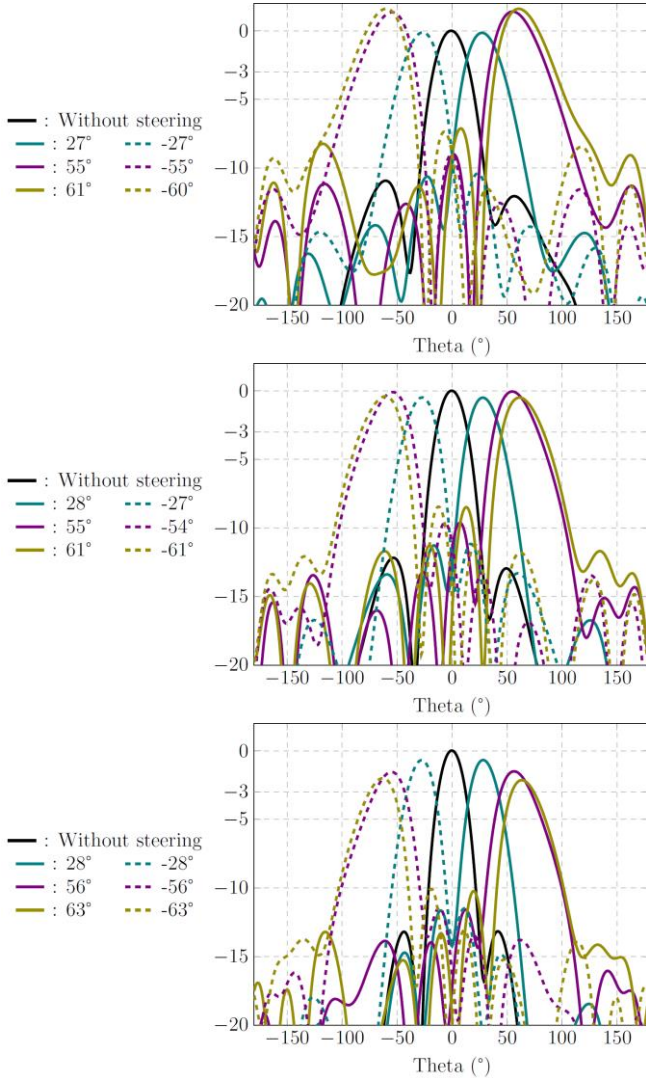 0
−3
−5
−10
−15
−20
: Without steering
: 27° -27°
: 55° -55°
: 61° -60°
−150 −100 −50 0 50 100 150
Theta (°)
0
−3
−5
−10
−15
−20
: Without steering
: 28° -27°
: 55° -54°
: 61° -61°
−150 −100 −50 0 50 100 150
Theta (°)
0
−3
−5
−10
−15
−20
: Without steering
: 28° -28°
: 56° -56°
: 63° -63°
−150 −100 −50 0 50 100 150
Theta (°)